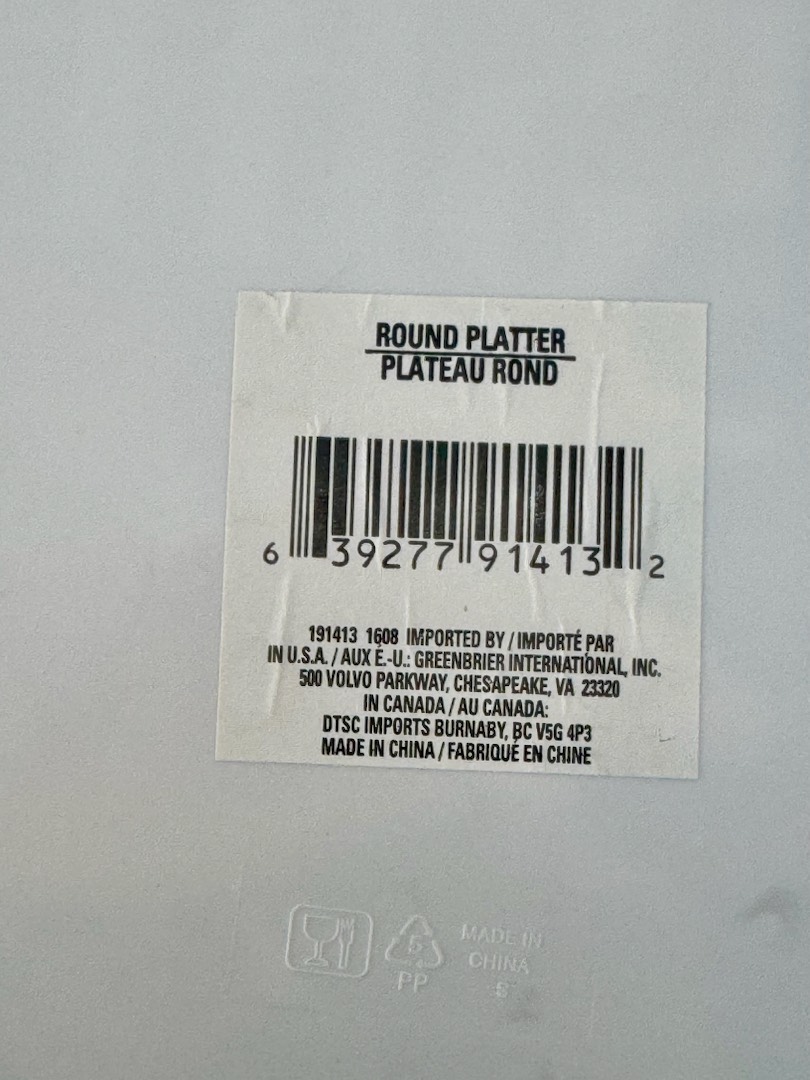 ROUND PLATTER
PLATEAU ROND
6 39277 91413 2
191413 1608 IMPORTED BY / IMPORTÉ PAR
IN U.S.A. / AUX É.-U.: GREENBRIER INTERNATIONAL, INC.
500 VOLVO PARKWAY, CHESAPEAKE, VA 23320
IN CANADA / AU CANADA:
DTSC IMPORTS BURNABY, BC V5G 4P3
MADE IN CHINA / FABRIQUÉ EN CHINE
5
PP
MADE IN
CHINA